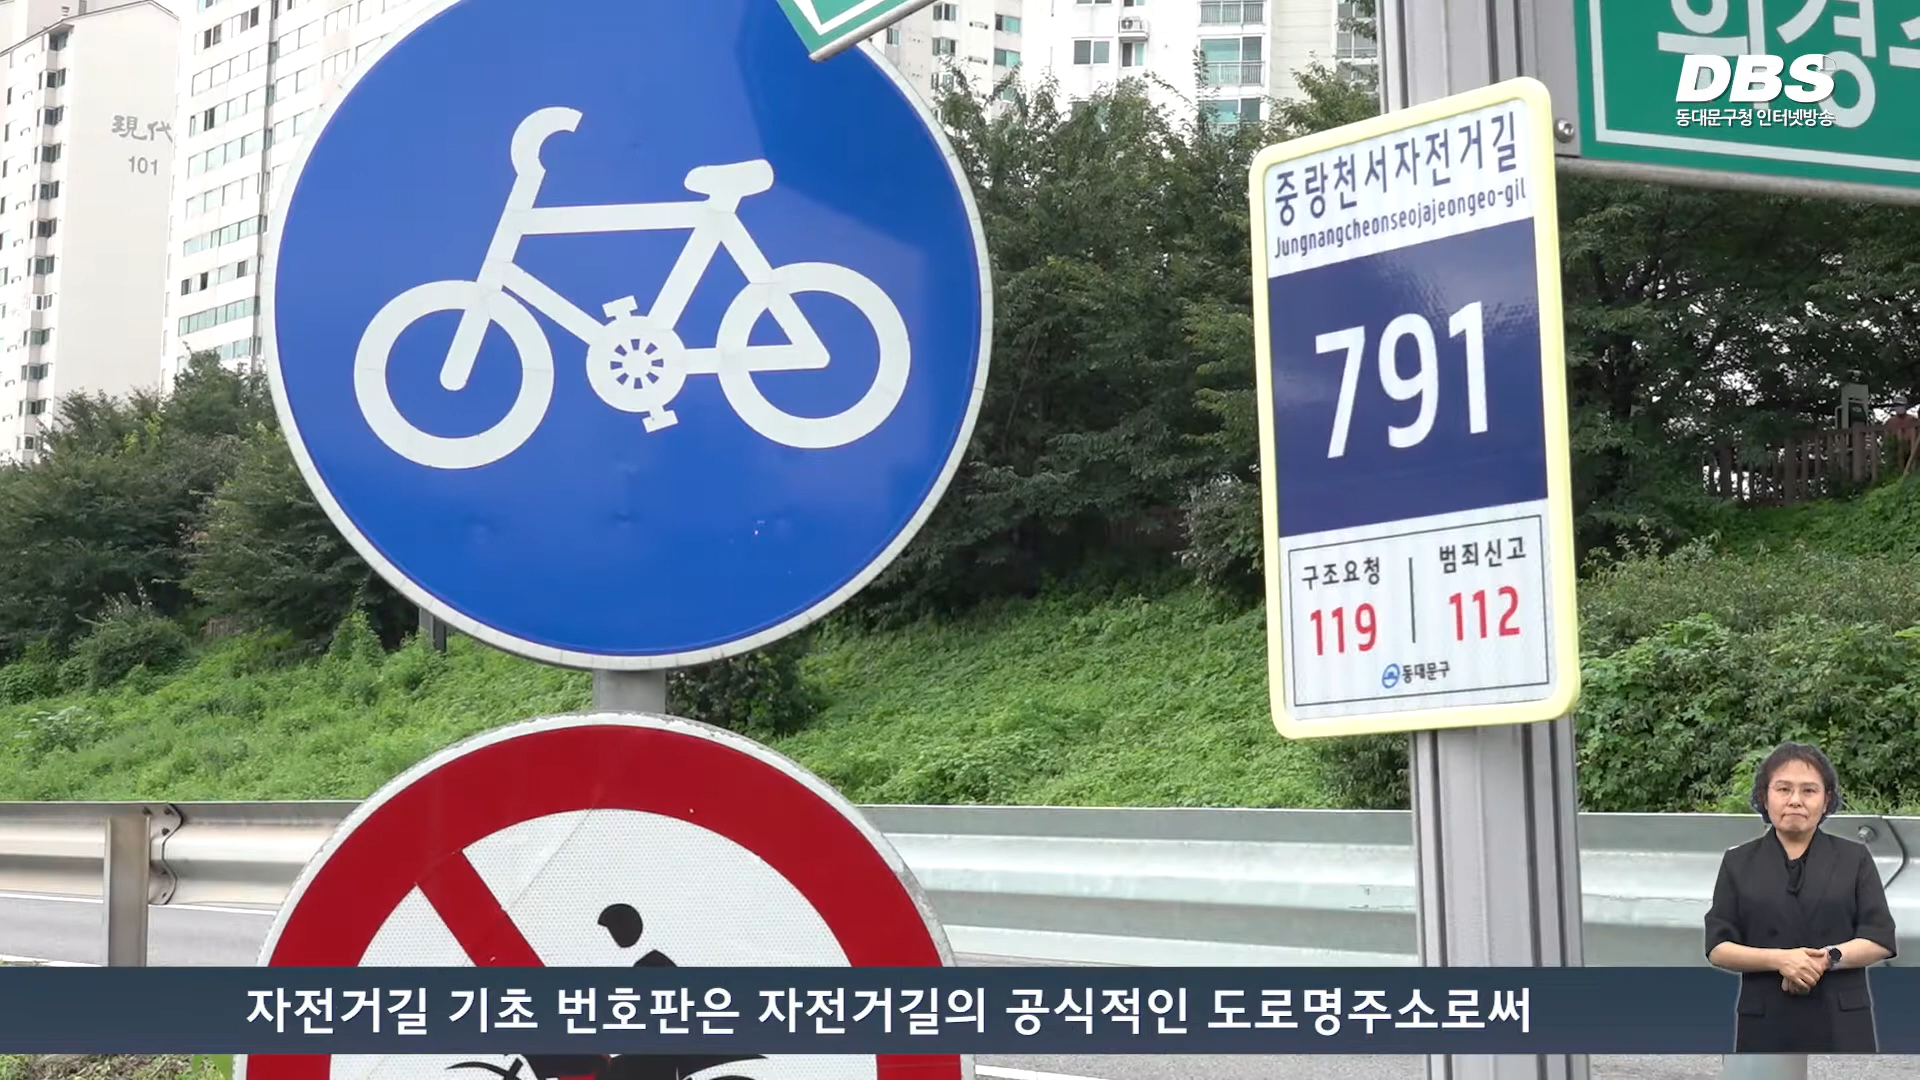 現代
101
휘경
DBS
동대문구청 인터넷방송
중랑천서자전거길
Jungnangcheonseojajeongeo-gil
791
구조요청
119
범죄신고
112
동대문구
자전거길 기초 번호판은 자전거길의 공식적인 도로명주소로써